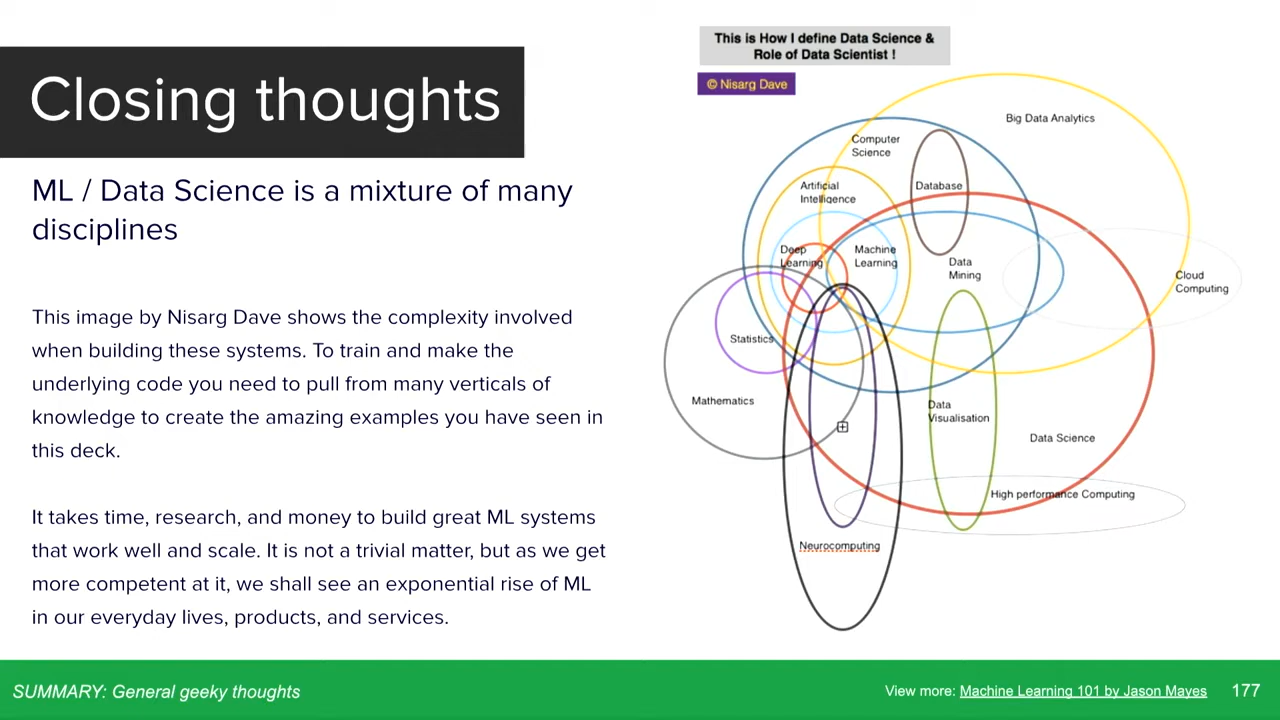 Closing thoughts
ML / Data Science is a mixture of many
disciplines
This image by Nisarg Dave shows the complexity involved
when building these systems. To train and make the
underlying code you need to pull from many verticals of
knowledge to create the amazing examples you have seen in
this deck.
It takes time, research, and money to build great ML systems
that work well and scale. It is not a trivial matter, but as we get
more competent at it, we shall see an exponential rise of ML
in our everyday lives, products, and services.
This is How I define Data Science &
Role of Data Scientist !
© Nisarg Dave
Big Data Analytics
Computer
Science
Artificial
Intelligence
Database
Deep
Learning
Machine
Learning
Data
Mining
Cloud
Computing
Statistics
Mathematics
Data
Visualisation
Data Science
High performance Computing
Neurocomputing
SUMMARY: General geeky thoughts
View more: Machine Learning 101 by Jason Mayes
177